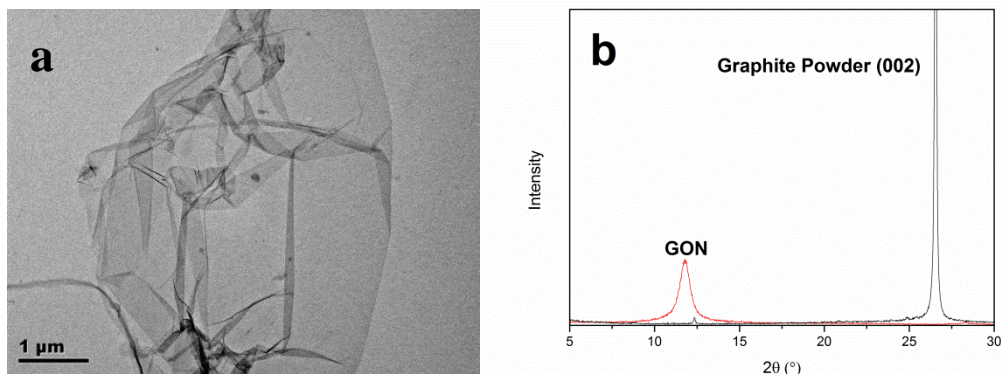 a
1 μm
b
Graphite Powder (002)
GON
Intensity
5 10 15 20 25 30
2θ (°)